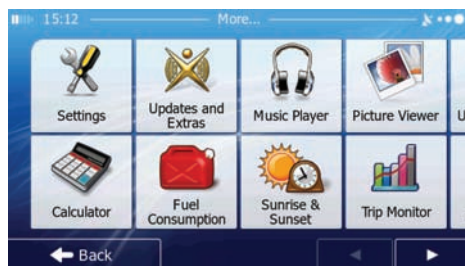 15:12 More...
Settings
Updates and
Extras
Music Player
Picture Viewer
U
Calculator
Fuel
Consumption
Sunrise &
Sunset
Trip Monitor
Back